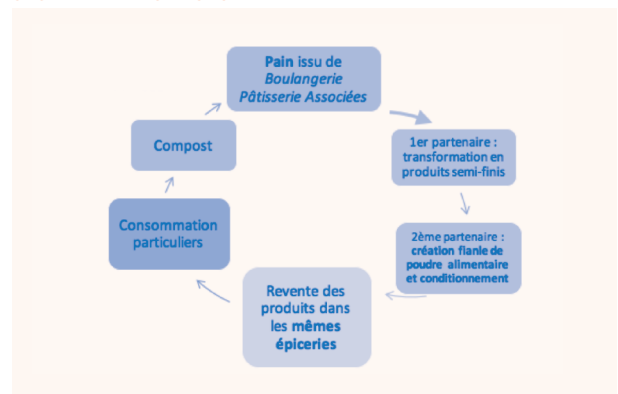 Pain issu de
Boulangerie
Pâtisserie Associées
1er partenaire :
transformation en
produits semi-finis
2ème partenaire :
création fianle de
poudre alimentaire
et conditionnement
Revente des
produits dans
les mêmes
épiceries
Consommation
particuliers
Compost